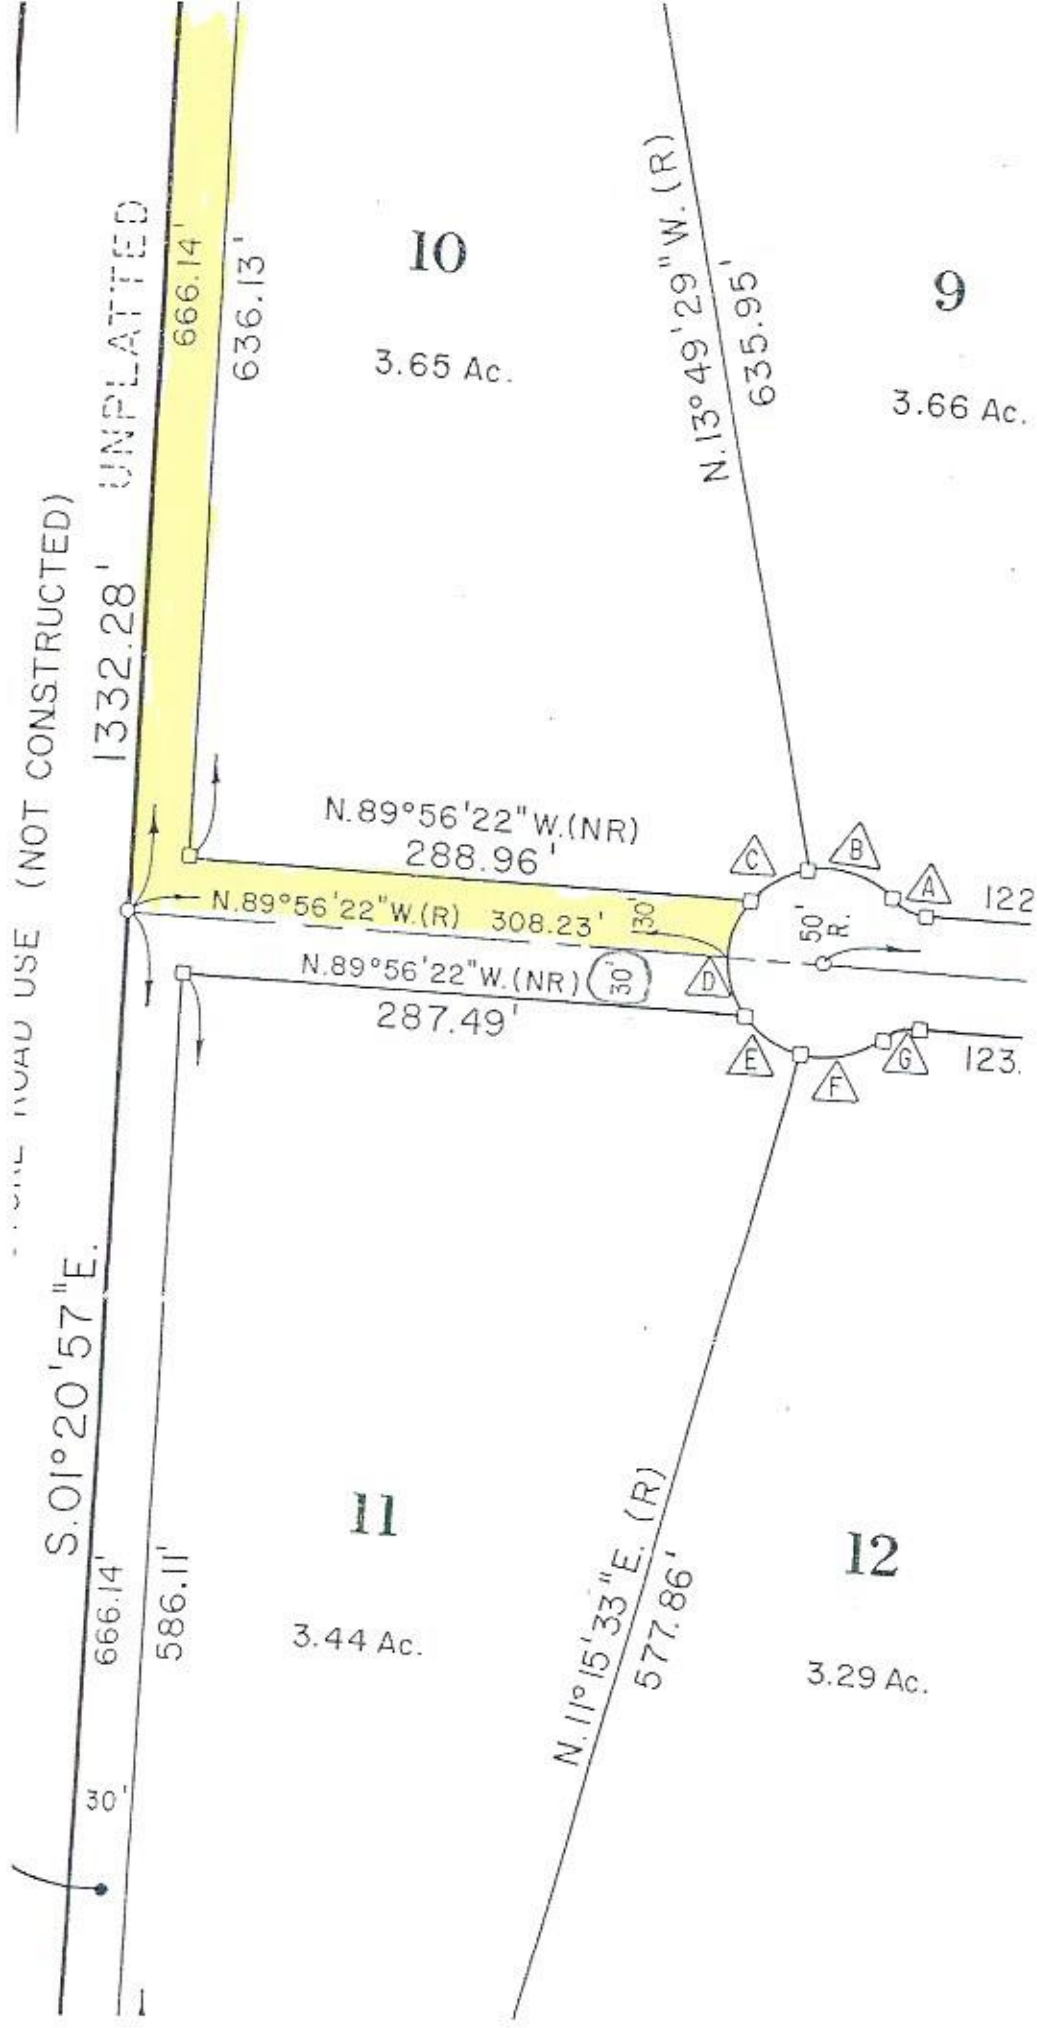 UNPLATTED
666.14'
636.13'
10
3.65 Ac.
N.13°49'29"W.(R)
635.95'
9
3.66 Ac.
ROAD USE (NOT CONSTRUCTED)
1332.28'
N.89°56'22"W.(NR)
288.96'
C
B
A
122
N.89°56'22"W.(R) 308.23'
30'
50'
R.
N.89°56'22"W.(NR)
30'
D
287.49'
E
F
G
123.
S.01°20'57"E.
666.14'
586.11'
11
3.44 Ac.
N.11°15'33"E.(R)
577.86'
12
3.29 Ac.
30'